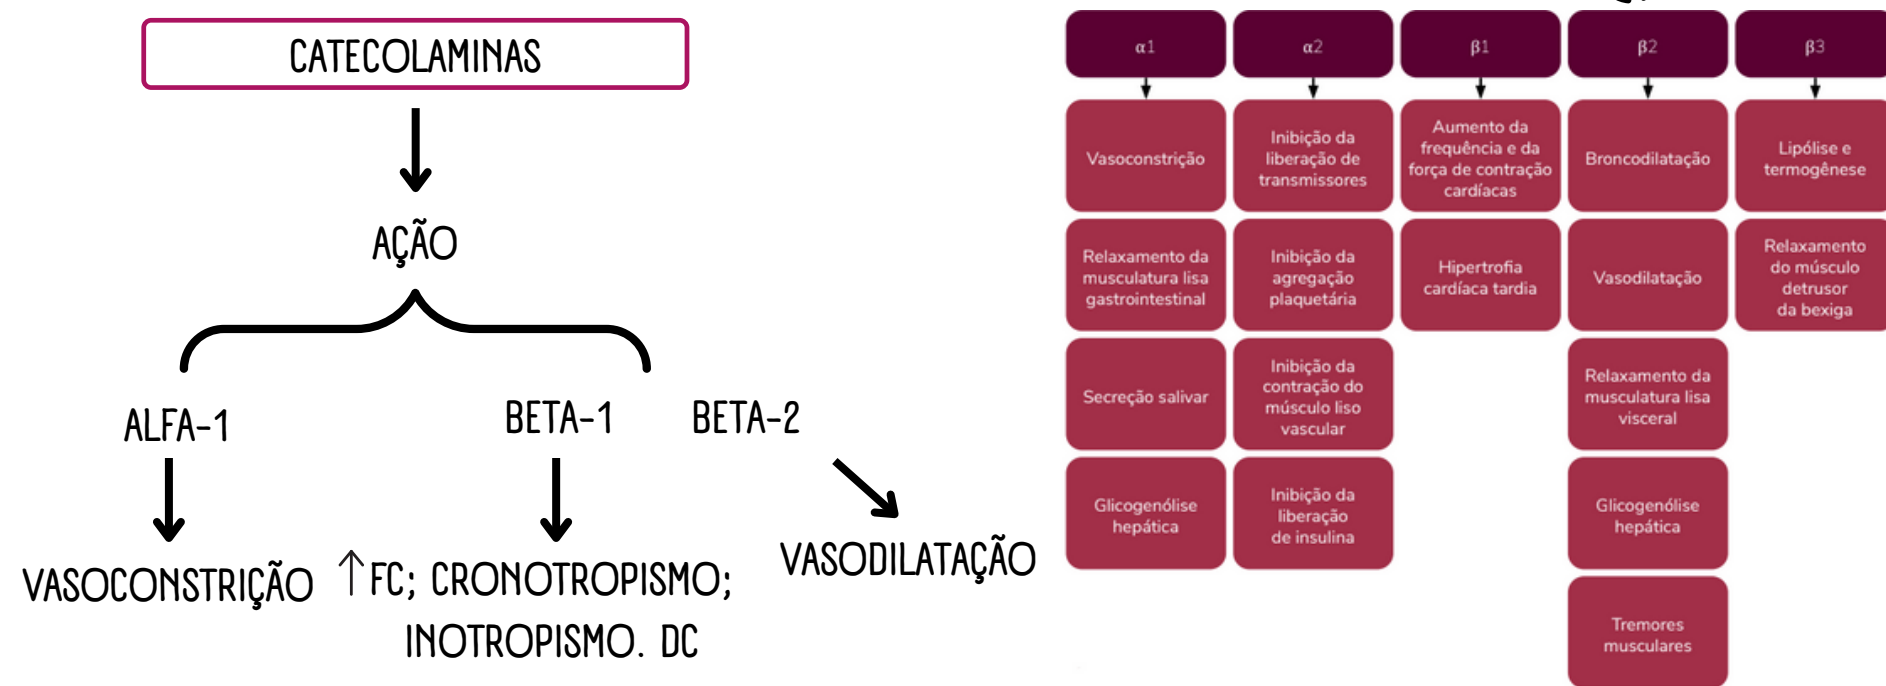 CATECOLAMINAS
AÇÃO
ALFA-1
BETA-1
BETA-2
VASOCONSTRIÇÃO
↑FC; CRONOTROPISMO;
INOTROPISMO. DC
VASODILATAÇÃO
α1
α2
β1
β2
β3
Vasoconstrição
Inibição da
liberação de
transmissores
Aumento da
frequência e da
força de contração
cardíacas
Broncodilatação
Lipólise e
termogênese
Relaxamento da
musculatura lisa
gastrointestinal
Inibição da
agregação
plaquetária
Hipertrofia
cardíaca tardia
Vasodilatação
Relaxamento
do músculo
detrusor
da bexiga
Secreção salivar
Inibição da
contração do
músculo liso
vascular
Relaxamento da
musculatura lisa
visceral
Glicogenólise
hepática
Inibição da
liberação
de insulina
Glicogenólise
hepática
Tremores
musculares